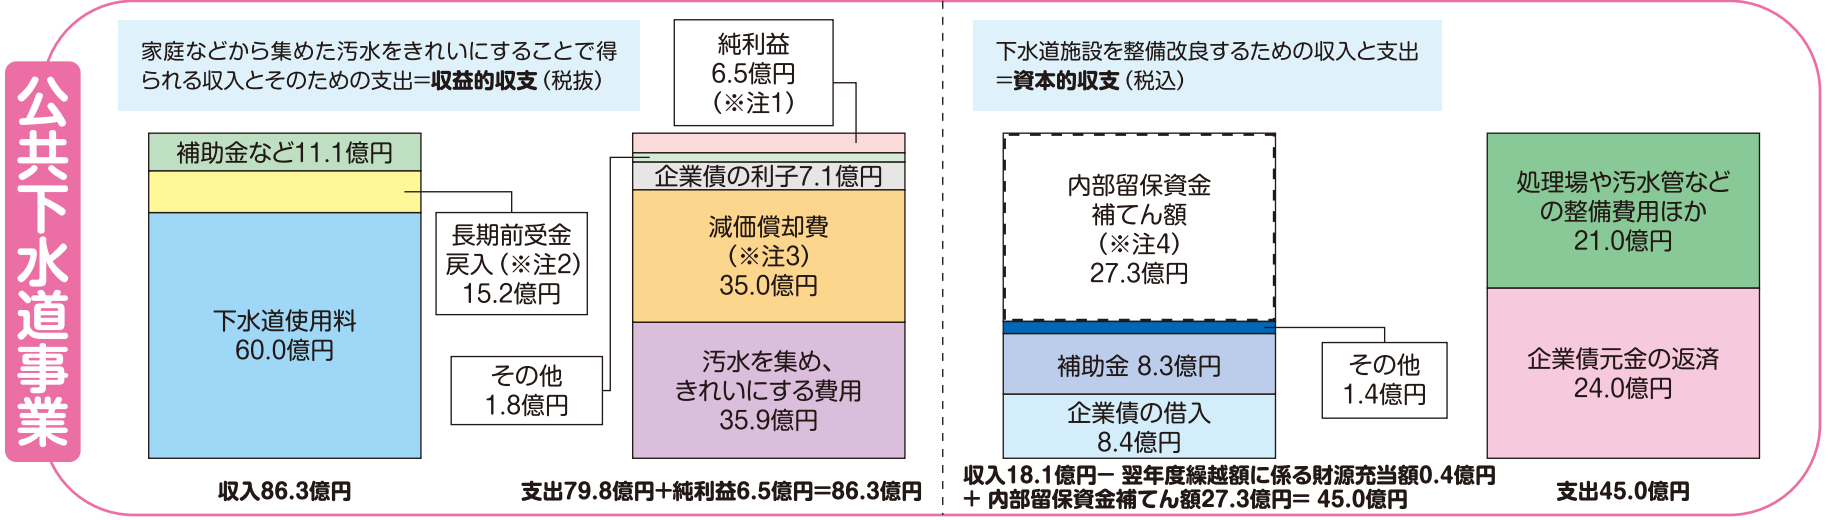 公共下水道事業
家庭などから集めた汚水をきれいにすることで得
られる収入とそのための支出=収益的収支（税抜）
補助金など11.1億円
長期前受金
戻入（※注2）
15.2億円
下水道使用料
60.0億円
収入86.3億円
純利益
6.5億円
（※注1）
企業債の利子7.1億円
減価償却費
（※注3）
35.0億円
その他
1.8億円
汚水を集め、
きれいにする費用
35.9億円
支出79.8億円+純利益6.5億円=86.3億円
下水道施設を整備改良するための収入と支出
=資本的収支（税込）
内部留保資金
補てん額
（※注4）
27.3億円
その他
1.4億円
補助金 8.3億円
企業債の借入
8.4億円
収入18.1億円− 翌年度繰越額に係る財源充当額0.4億円
+ 内部留保資金補てん額27.3億円= 45.0億円
処理場や汚水管など
の整備費用ほか
21.0億円
企業債元金の返済
24.0億円
支出45.0億円